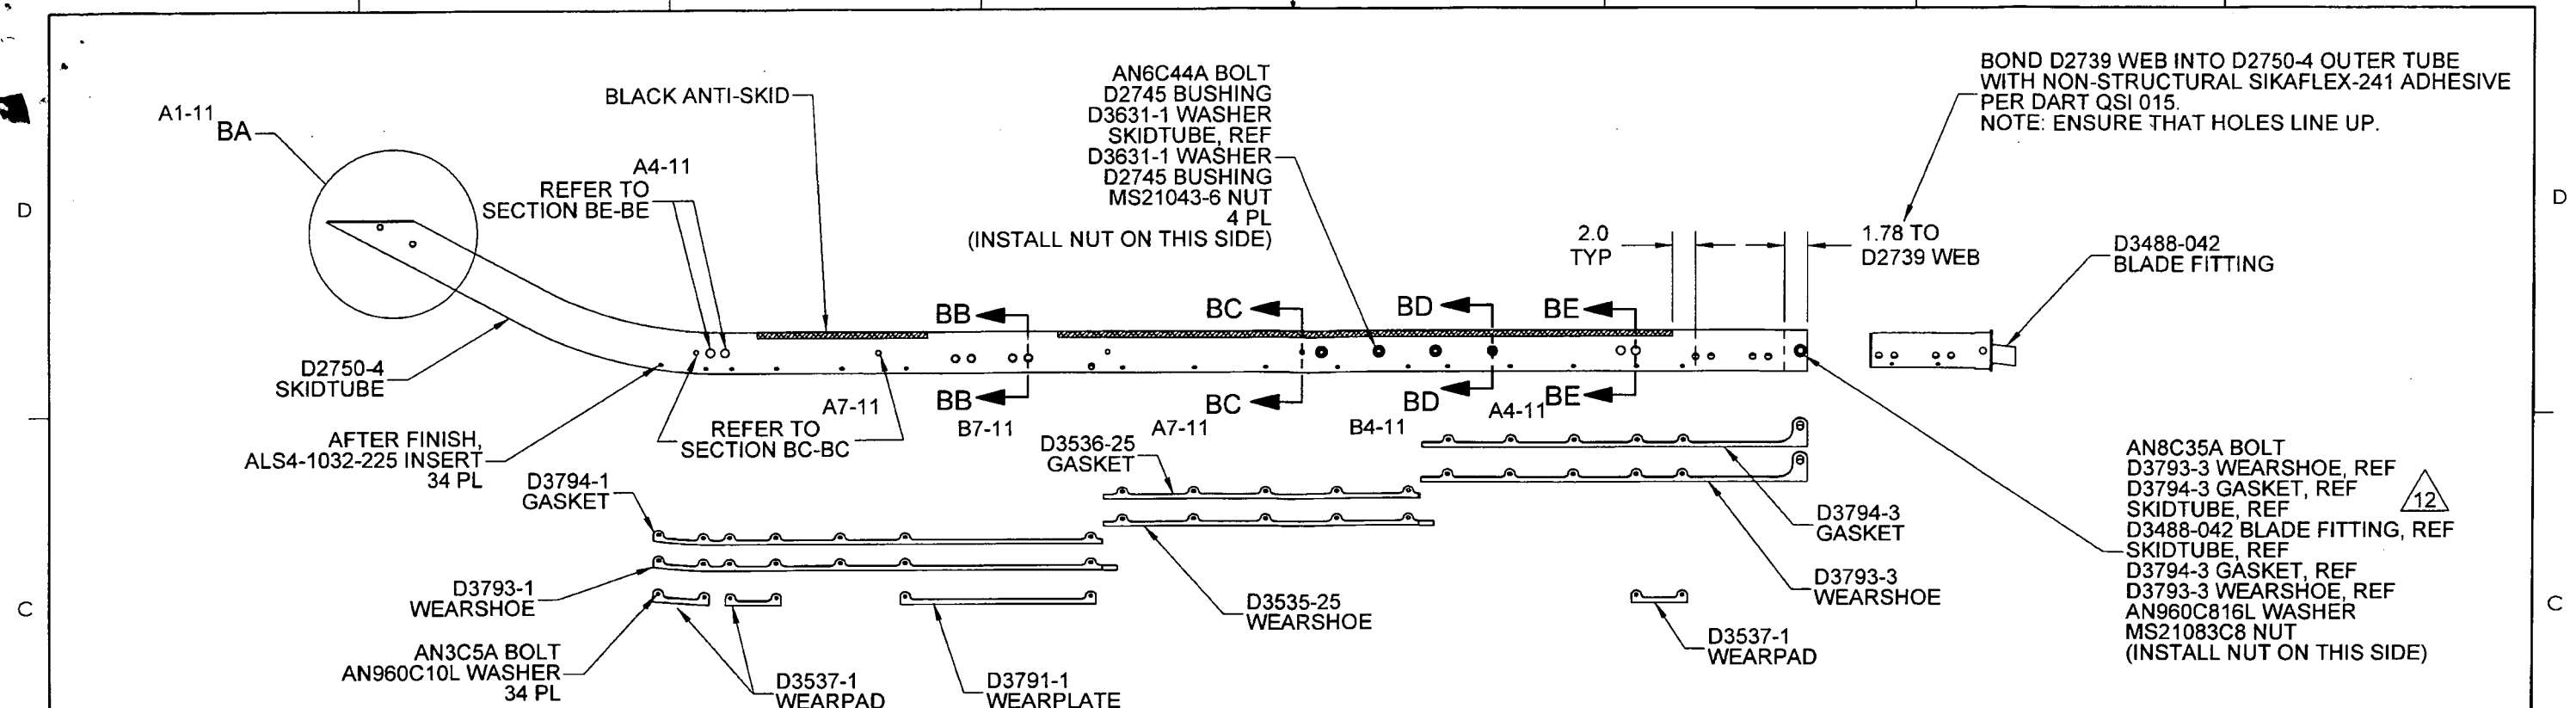 A1-11
BA
BLACK ANTI-SKID
A4-11
REFER TO
SECTION BE-BE
AN6C44A BOLT
D2745 BUSHING
D3631-1 WASHER
SKIDTUBE, REF
D3631-1 WASHER
D2745 BUSHING
MS21043-6 NUT
4 PL
(INSTALL NUT ON THIS SIDE)
BOND D2739 WEB INTO D2750-4 OUTER TUBE
WITH NON-STRUCTURAL SIKAFLEX-241 ADHESIVE
PER DART QSI 015.
NOTE: ENSURE THAT HOLES LINE UP.
D
D
2.0
TYP
1.78 TO
D2739 WEB
D3488-042
BLADE FITTING
BB
BC
BD
BE
D2750-4
SKIDTUBE
BB
BC
BD
BE
A7-11
B7-11
A7-11
B4-11
A4-11
REFER TO
SECTION BC-BC
AFTER FINISH,
ALS4-1032-225 INSERT
34 PL
D3794-1
GASKET
D3536-25
GASKET
D3793-1
WEARSHOE
AN3C5A BOLT
AN960C10L WASHER
34 PL
D3537-1
WEARPAD
D3791-1
WEARPLATE
D3535-25
WEARSHOE
D3794-3
GASKET
D3793-3
WEARSHOE
D3537-1
WEARPAD
AN8C35A BOLT
D3793-3 WEARSHOE, REF
D3794-3 GASKET, REF
SKIDTUBE, REF
D3488-042 BLADE FITTING, REF
SKIDTUBE, REF
D3794-3 GASKET, REF
D3793-3 WEARSHOE, REF
AN960C816L WASHER
MS21083C8 NUT
(INSTALL NUT ON THIS SIDE)
12
C
C